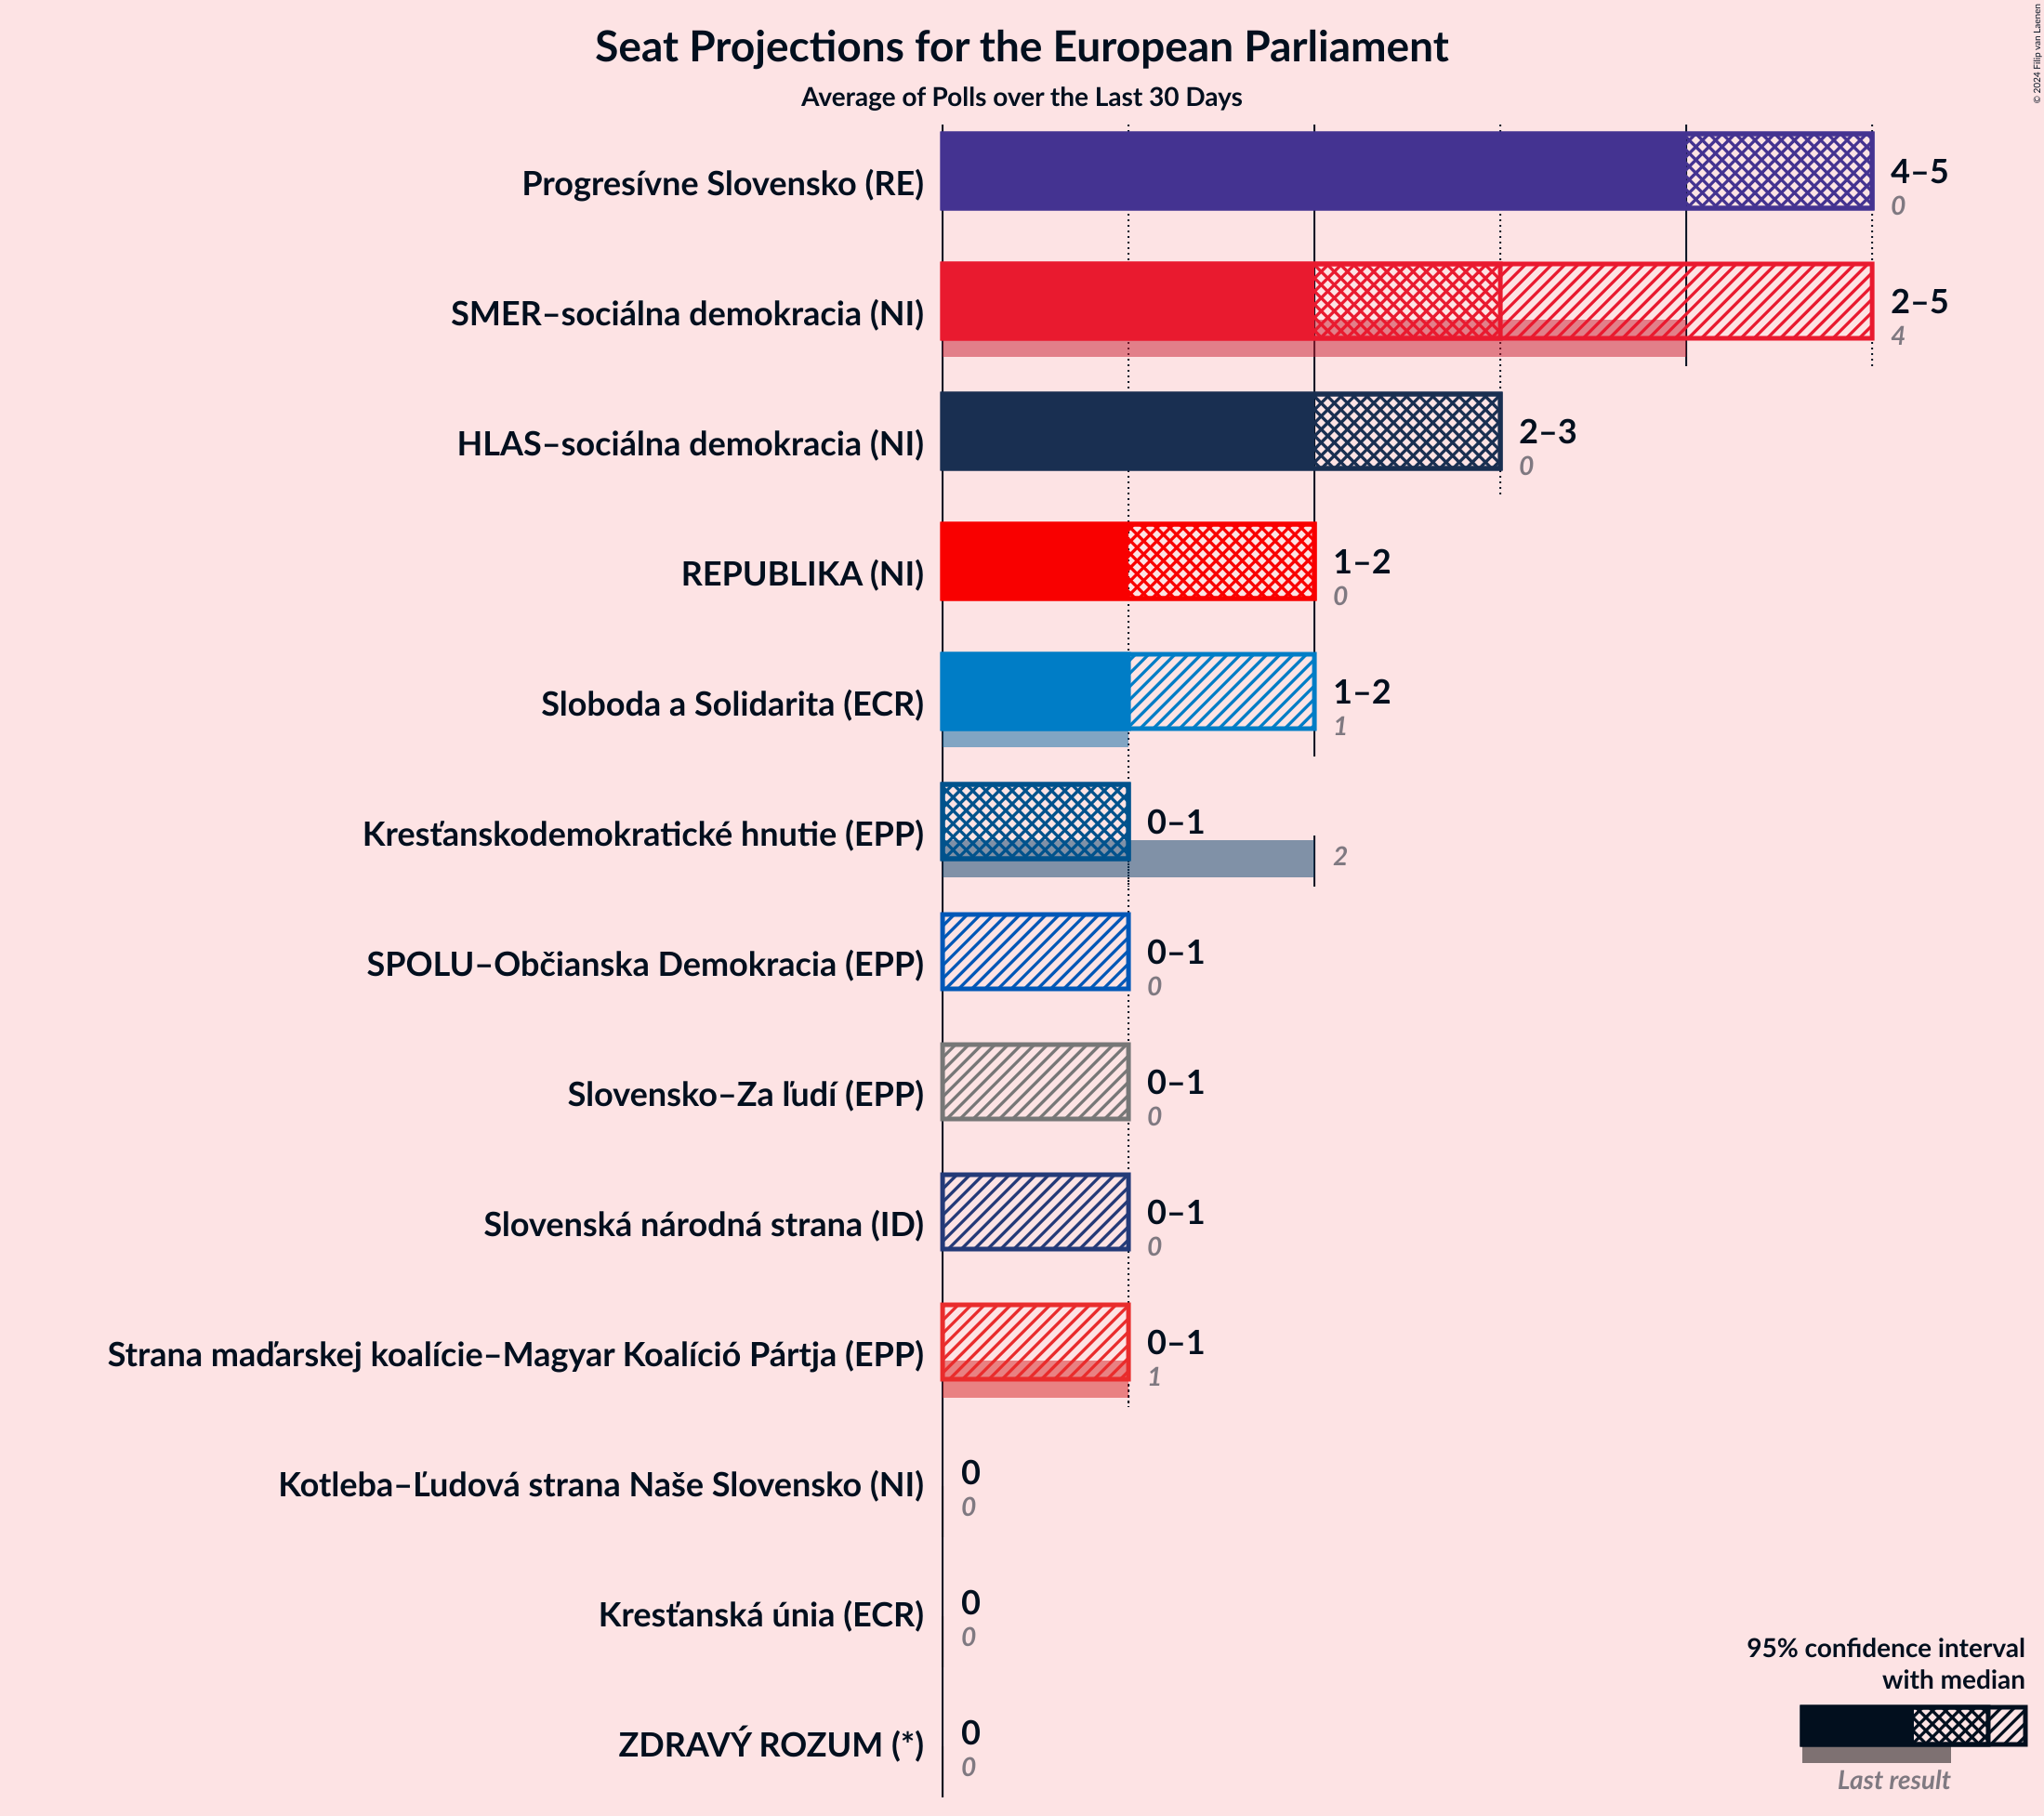 Seat Projections for the European Parliament
Average of Polls over the Last 30 Days
© 2024 Filip van Laenen
Progresívne Slovensko (RE)
4–5
0
SMER–sociálna demokracia (NI)
2–5
4
HLAS–sociálna demokracia (NI)
2–3
0
REPUBLIKA (NI)
1–2
0
Sloboda a Solidarita (ECR)
1–2
1
Kresťanskodemokratické hnutie (EPP)
0–1
2
SPOLU–Občianska Demokracia (EPP)
0–1
0
Slovensko–Za ľudí (EPP)
0–1
0
Slovenská národná strana (ID)
0–1
0
Strana maďarskej koalície–Magyar Koalíció Pártja (EPP)
0–1
1
Kotleba–Ľudová strana Naše Slovensko (NI)
0
0
Kresťanská únia (ECR)
0
0
ZDRAVÝ ROZUM (*)
0
0
95% confidence interval
with median
Last result